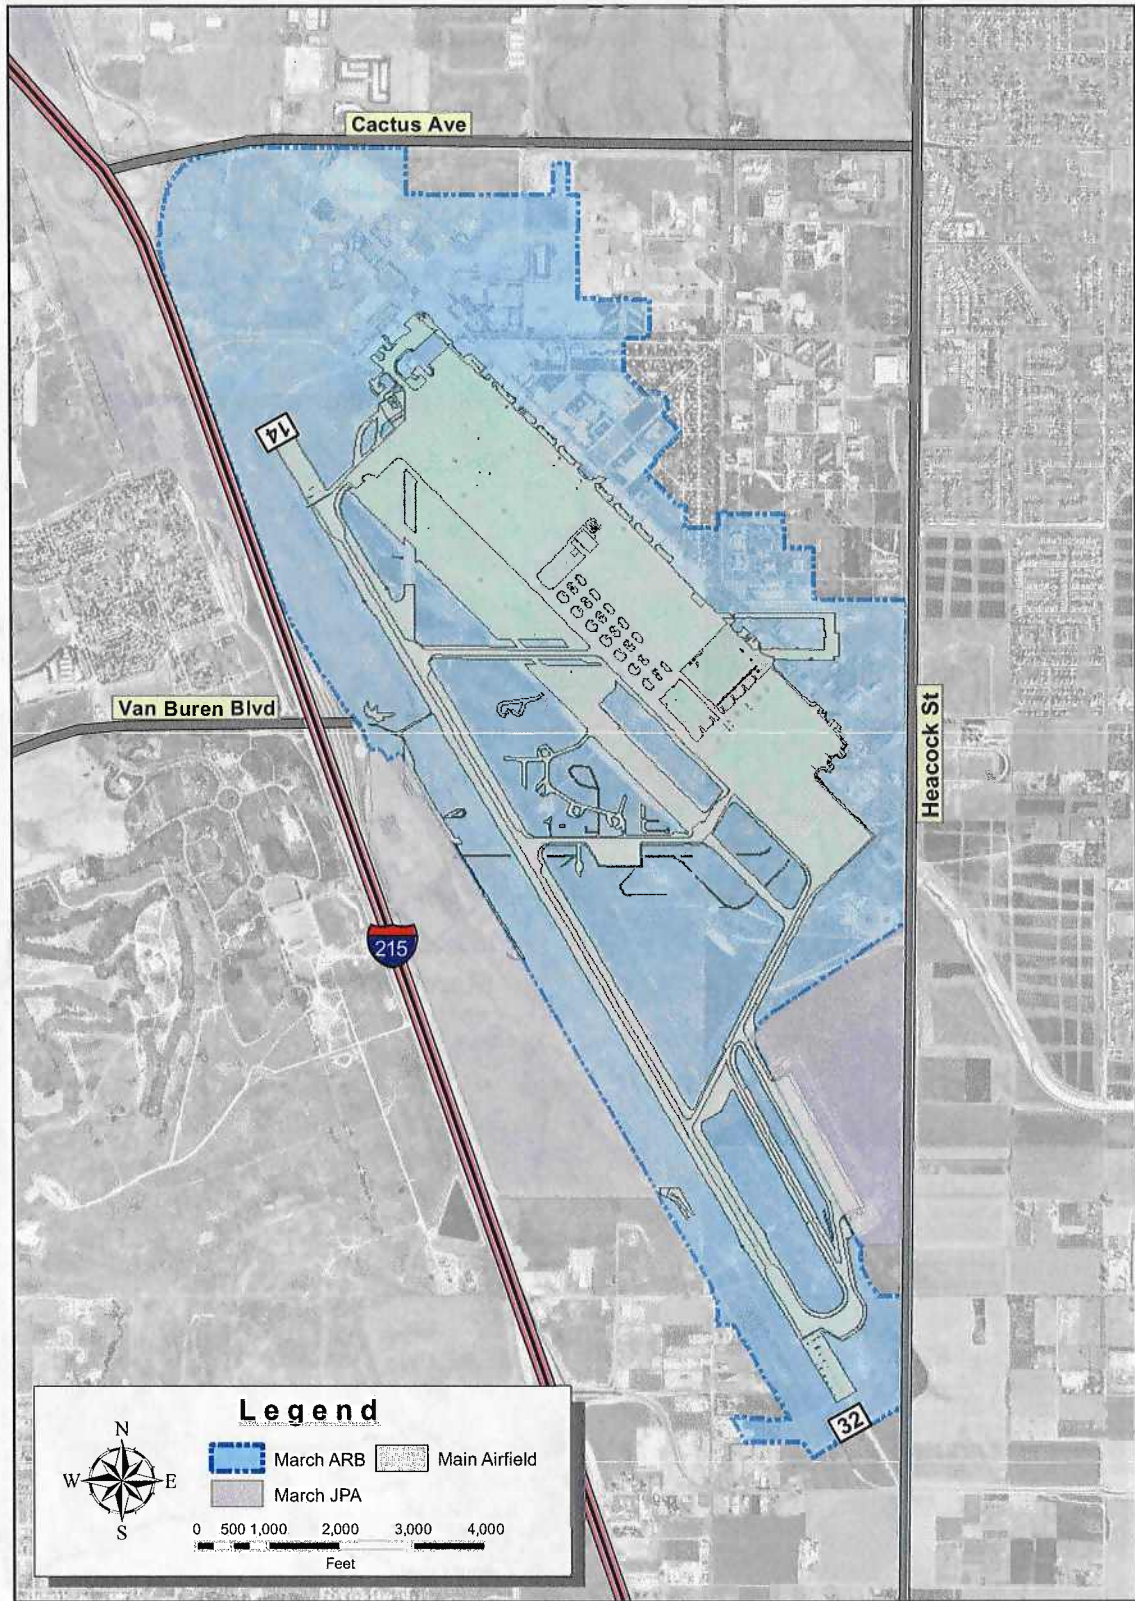 Cactus Ave
14
Van Buren Blvd
Heacock St
215
32
Legend
N
W E
S
March ARB Main Airfield
March JPA
0 500 1,000 2,000 3,000 4,000
Feet